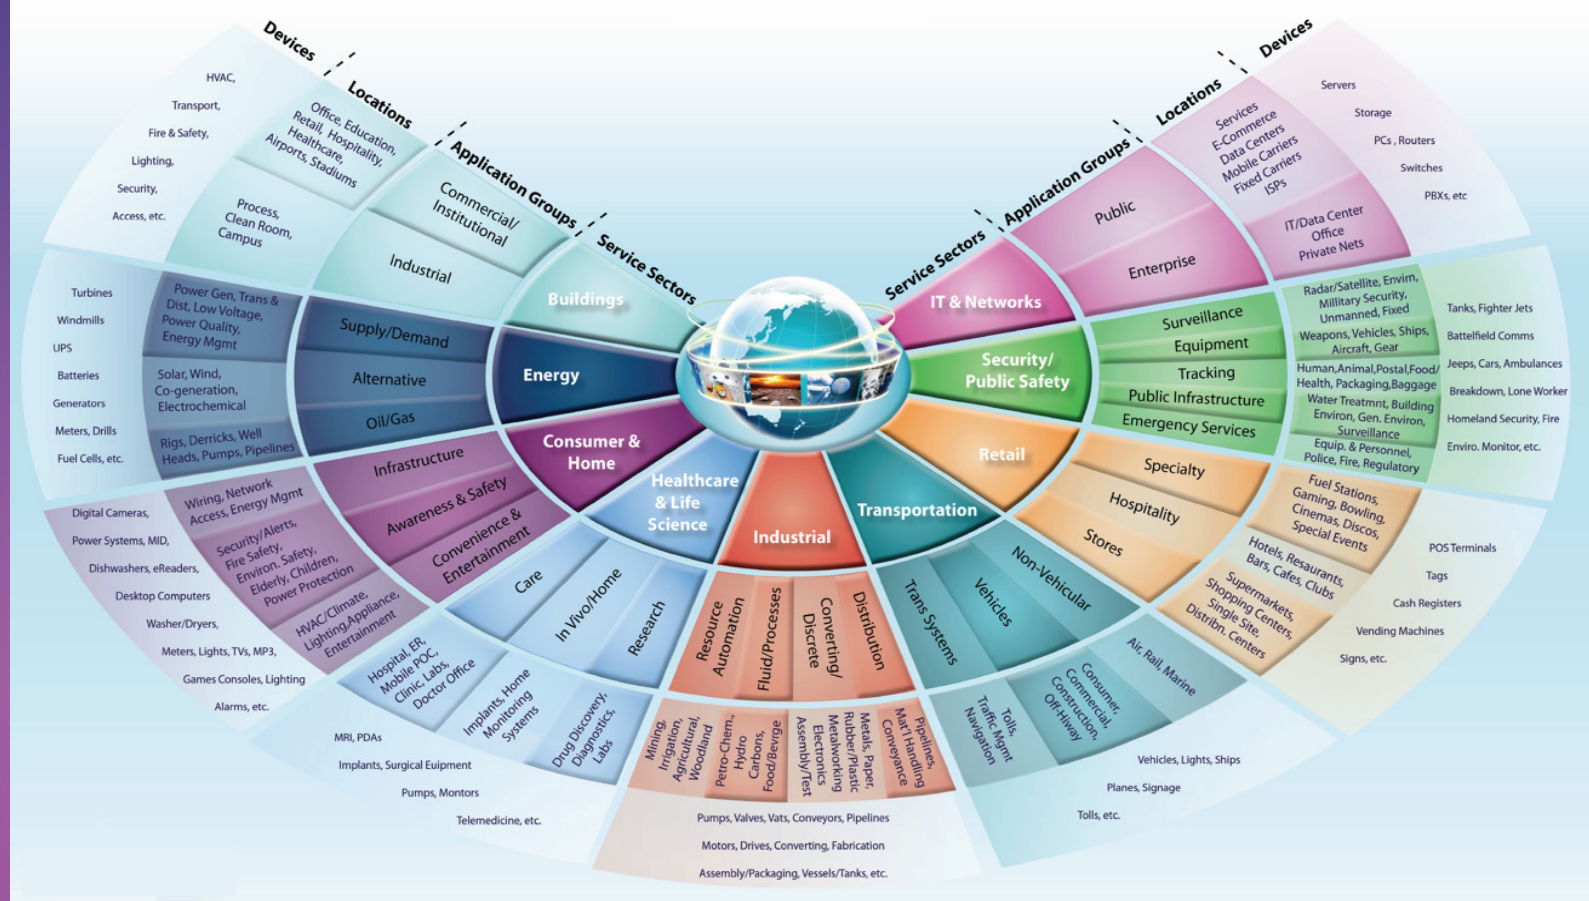 Devices
Locations
Application Groups
Service Sectors
HVAC,
Transport,
Fire & Safety,
Lighting,
Security,
Access, etc.
Office, Education,
Retail, Hospitality,
Healthcare,
Airports, Stadiums
Process,
Clean Room,
Campus
Commercial/
Institutional
Industrial
Buildings
Turbines
Windmills
UPS
Batteries
Generators
Meters, Drills
Fuel Cells, etc.
Power Gen, Trans &
Dist, Low Voltage,
Power Quality,
Energy Mgmt
Solar, Wind,
Co-generation,
Electrochemical
Rigs, Derricks, Well
Heads, Pumps, Pipelines
Supply/Demand
Alternative
Oil/Gas
Energy
Digital Cameras,
Power Systems, MID,
Dishwashers, eReaders,
Desktop Computers
Washer/Dryers,
Meters, Lights, TVs, MP3,
Games Consoles, Lighting
Alarms, etc.
Wiring, Network
Access, Energy Mgmt
Security/Alerts,
Fire Safety,
Environ. Safety,
Elderly, Children,
Power Protection
HVAC/Climate,
Lighting,Appliance,
Entertainment
Infrastructure
Awareness & Safety
Convenience &
Entertainment
Consumer &
Home
MRI, PDAs
Implants, Surgical Euipment
Pumps, Montors
Telemedicine, etc.
Hospital, ER,
Mobile POC,
Clinic, Labs,
Doctor Office
Implants, Home
Monitoring
Systems
Drug Discovery,
Diagnostics,
Labs
Care
In Vivo/Home
Research
Healthcare
& Life
Science
Pumps, Valves, Vats, Conveyors, Pipelines
Motors, Drives, Converting, Fabrication
Assembly/Packaging, Vessels/Tanks, etc.
Mining,
Irrigation,
Agricultural,
Woodland
Petro-Chem.,
Hydro
Carbons,
Food/Bevrge
Metals, Paper,
Rubber/Plastic
Metalworking
Electronics
Assembly/Test
Pipelines,
Mat'l Handling
Conveyance
Resource
Automation
Fluid/Processes
Converting/
Discrete
Distribution
Industrial
Vehicles, Lights, Ships
Planes, Signage
Tolls, etc.
Tolls,
Traffic Mgmt
Navigation
Consumer,
Commercial,
Construction,
Off-Hiway
Air, Rail, Marine
Trans Systems
Vehicles
Non-Vehicular
Transportation
POS Terminals
Tags
Cash Registers
Vending Machines
Signs, etc.
Fuel Stations,
Gaming, Bowling,
Cinemas, Discos,
Special Events
Hotels, Resaurants,
Bars, Cafes, Clubs
Supermarkets,
Shopping Centers,
Single Site,
Distribn. Centers
Specialty
Hospitality
Stores
Retail
Tanks, Fighter Jets
Battelfield Comms
Jeeps, Cars, Ambulances
Breakdown, Lone Worker
Homeland Security, Fire
Enviro. Monitor, etc.
Radar/Satellite, Envim,
Millitary Security,
Unmanned, Fixed
Weapons, Vehicles, Ships,
Aircraft, Gear
Human,Animal,Postal,Food/
Health, Packaging,Baggage
Water Treatmnt, Building
Environ, Gen. Environ,
Surveillance
Equip. & Personnel,
Police, Fire, Regulatory
Surveillance
Equipment
Tracking
Public Infrastructure
Emergency Services
Security/
Public Safety
Servers
Storage
PCs , Routers
Switches
PBXs, etc
Services
E-Commerce
Data Centers
Mobile Carriers
Fixed Carriers
ISPs
IT/Data Center
Office
Private Nets
Public
Enterprise
IT & Networks
Devices
Locations
Application Groups
Service Sectors